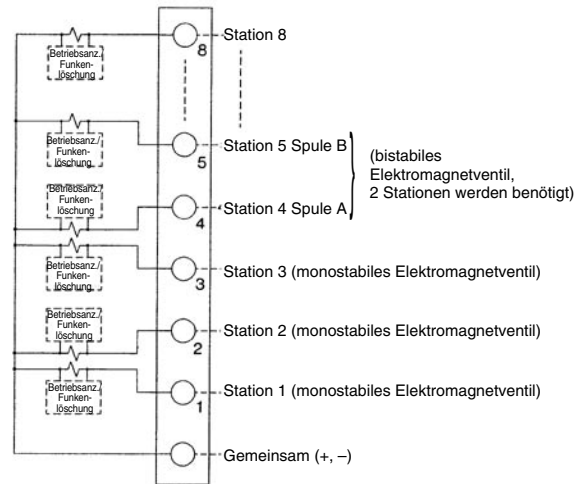 Betriebsanz./
Funken-
löschung
8
Station 8
Betriebsanz./
Funken-
löschung
5
Station 5 Spule B
(bistabiles
Elektromagnetventil,
2 Stationen werden benötigt)
Betriebsanz./
Funken-
löschung
4
Station 4 Spule A
Betriebsanz./
Funken-
löschung
3
Station 3 (monostabiles Elektromagnetventil)
Betriebsanz./
Funken-
löschung
2
Station 2 (monostabiles Elektromagnetventil)
Betriebsanz./
Funken-
löschung
1
Station 1 (monostabiles Elektromagnetventil)
Gemeinsam (+, –)